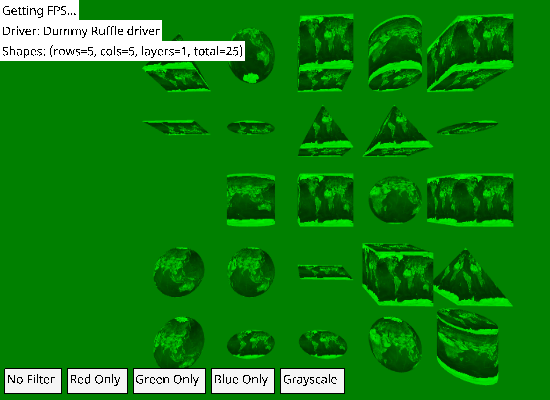 Getting FPS...
Driver: Dummy Ruffle driver
Shapes: (rows=5, cols=5, layers=1, total=25)
No Filter Red Only Green Only Blue Only Grayscale